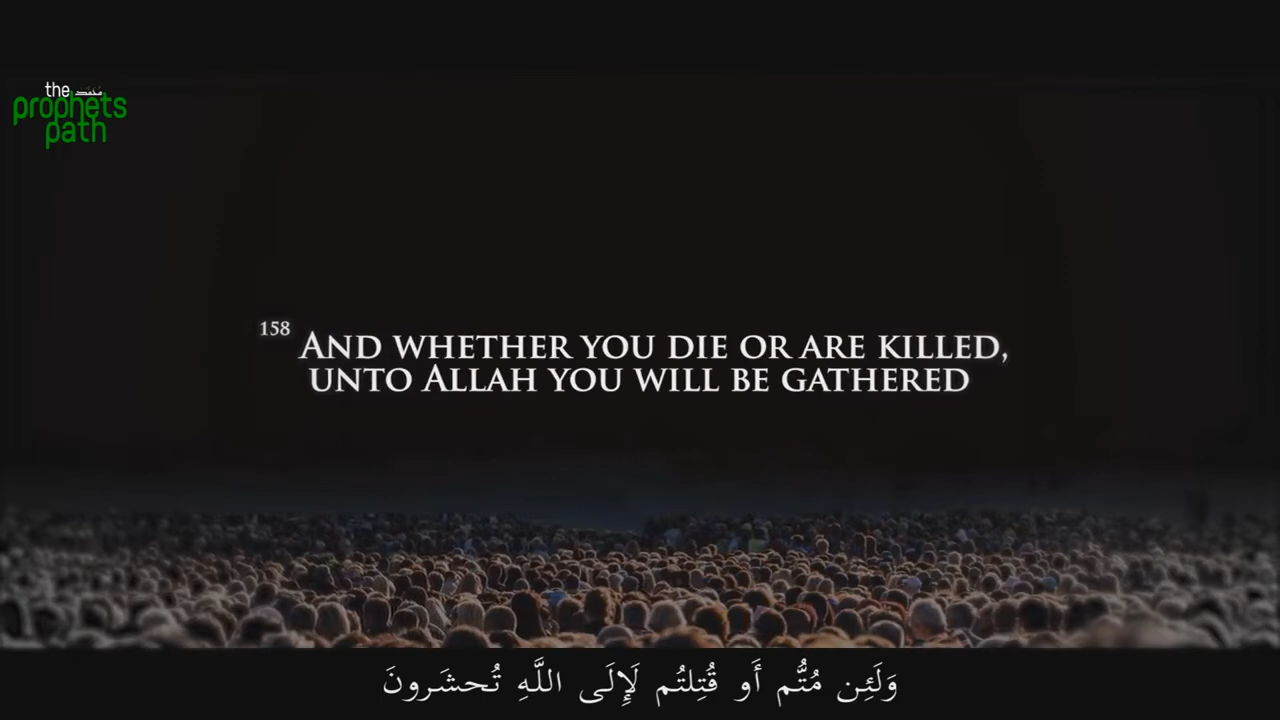 the
prophets
path
158 AND WHETHER YOU DIE OR ARE KILLED,
UNTO ALLAH YOU WILL BE GATHERED
وَلَئِن مُتُّم أَو قُتِلتُم لَإِلَى اللَّهِ تُحشَرونَ